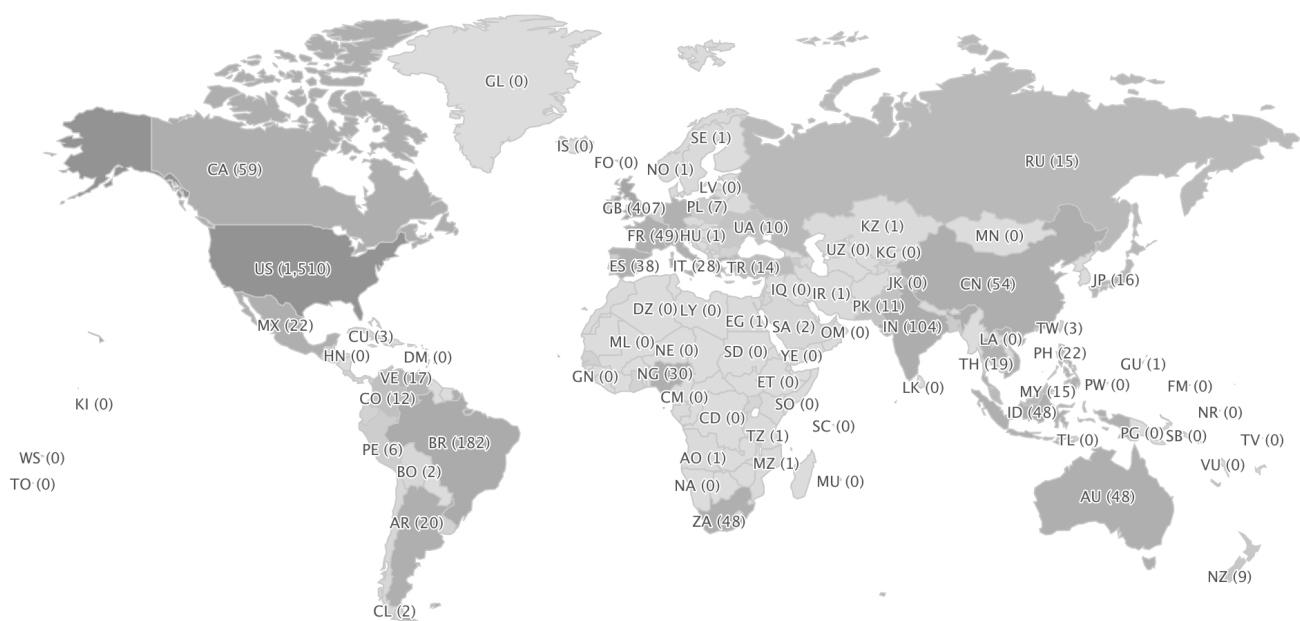 GL (0)
SE (1)
IS (0)
FO (0)
NO (1)
RU (15)
CA (59)
LV (0)
GB (407)
PL (7)
UA (10)
KZ (1)
FR (49)
HU (1)
MN (0)
UZ (0)
KG (0)
US (1,510)
ES (38)
IT (28)
TR (14)
JK (0)
CN (54)
JP (16)
IQ (0)
IR (1)
PK (11)
DZ (0)
LY (0)
EG (1)
SA (2)
OM (0)
IN (104)
MX (22)
CU (3)
TW (3)
LA (0)
ML (0)
NE (0)
SD (0)
YE (0)
HN (0)
DM (0)
PH (22)
TH (19)
GU (1)
GN (0)
NG (30)
ET (0)
VE (17)
LK (0)
MY (15)
PW (0)
FM (0)
CM (0)
CO (12)
KI (0)
SO (0)
ID (48)
NR (0)
CD (0)
SC (0)
BR (182)
TZ (1)
TL (0)
PG (0)
SB (0)
TV (0)
PE (6)
WS (0)
AO (1)
MZ (1)
VU (0)
BO (2)
TO (0)
NA (0)
MU (0)
AU (48)
AR (20)
ZA (48)
NZ (9)
CL (2)